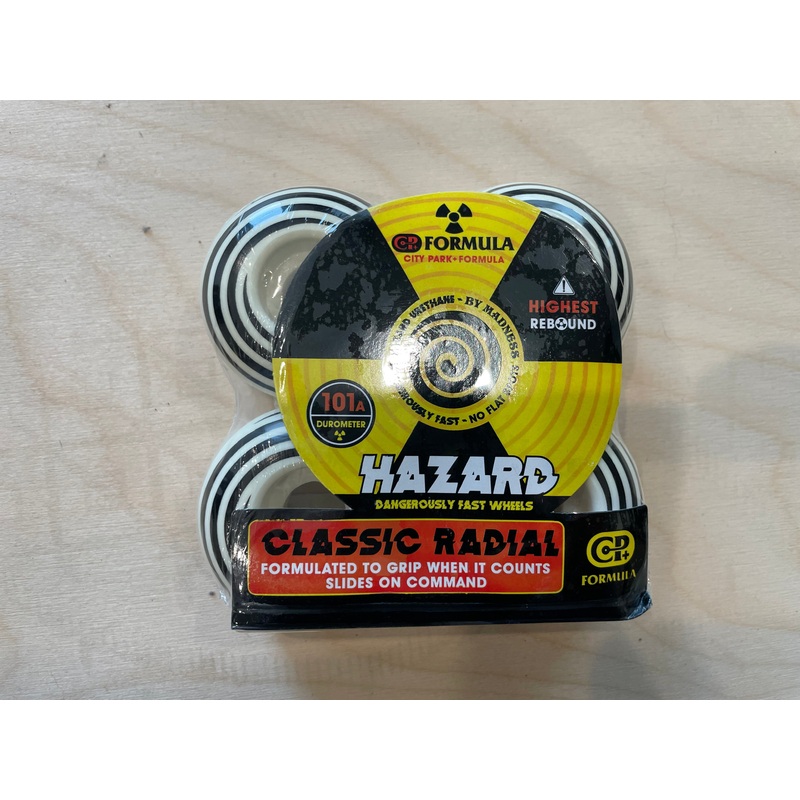 CP+ FORMULA
CITY PARK+FORMULA
HIGHEST
REBOUND
URETHANE - BY MADNESS
FAST - NO FLAT SPOTS
101A
DUROMETER
HAZARD
DANGEROUSLY FAST WHEELS
CLASSIC RADIAL
FORMULATED TO GRIP WHEN IT COUNTS
SLIDES ON COMMAND
CP+
FORMULA